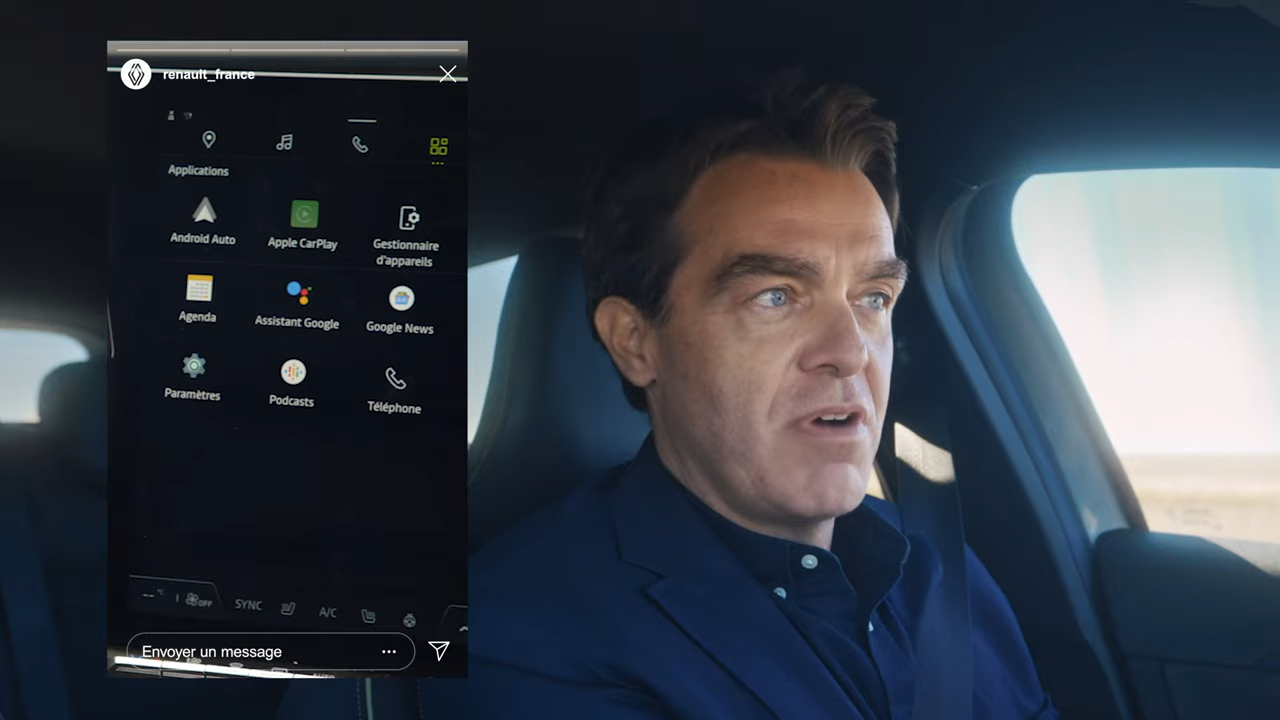 renault_france
Applications
Android Auto
Apple CarPlay
Gestionnaire
d'appareils
Agenda
Assistant Google
Google News
Paramètres
Podcasts
Téléphone
-- °C
OFF
SYNC
A/C
Envoyer un message